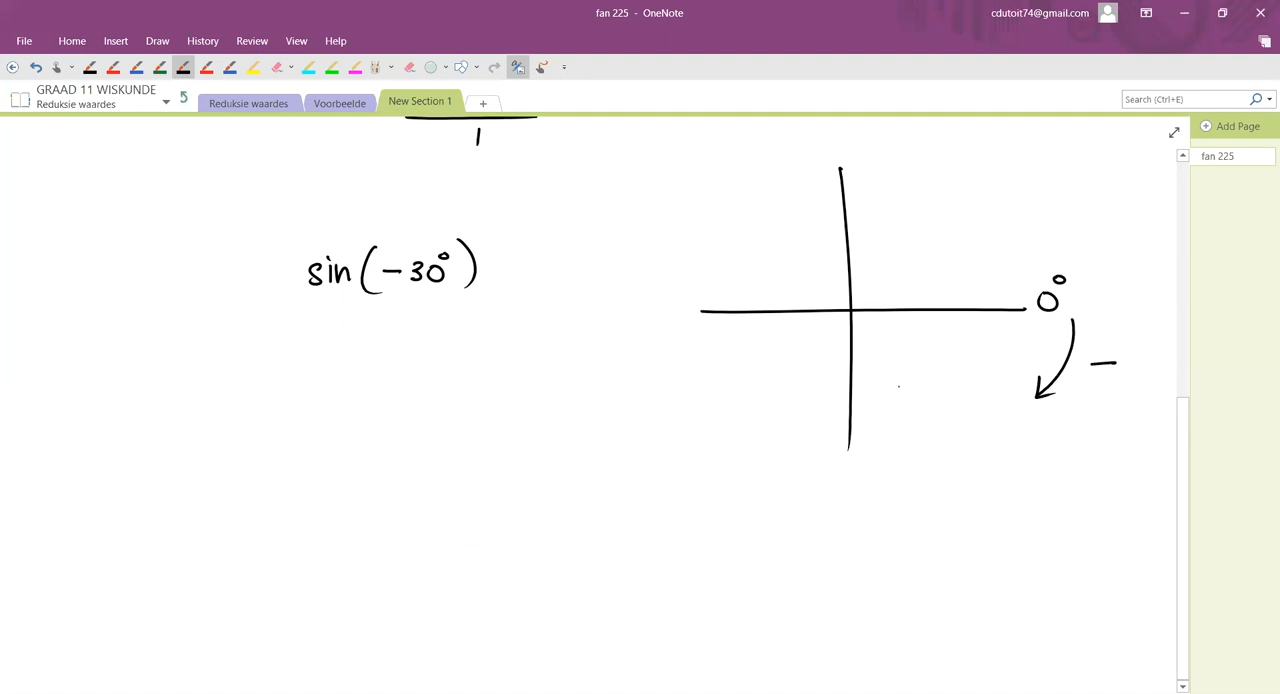 fan 225 - OneNote
cdutoit74@gmail.com
File Home Insert Draw History Review View Help
GRAAD 11 WISKUNDE
Reduksie waardes
Reduksie waardes Voorbeelde New Section 1 +
Search (Ctrl+E)
Add Page
fan 225
1
sin(-30°)
0°
-